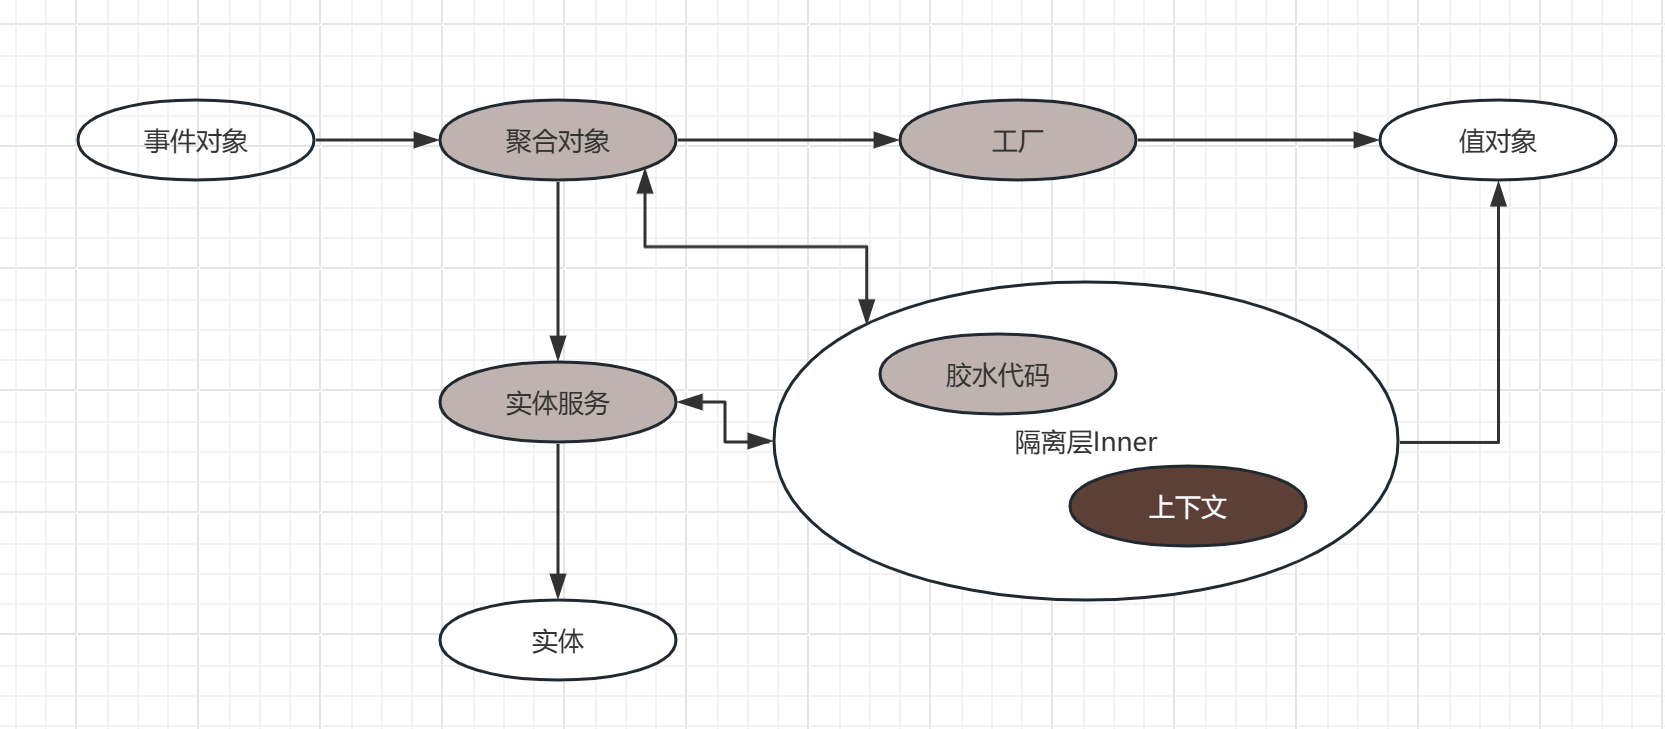 事件对象
聚合对象
工厂
值对象
胶水代码
实体服务
隔离层Inner
上下文
实体